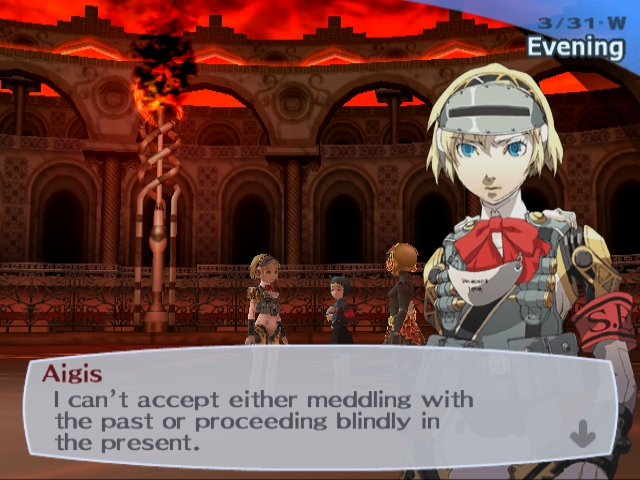 3/31·W
Evening
S.E
Aigis
I can't accept either meddling with
the past or proceeding blindly in
the present.